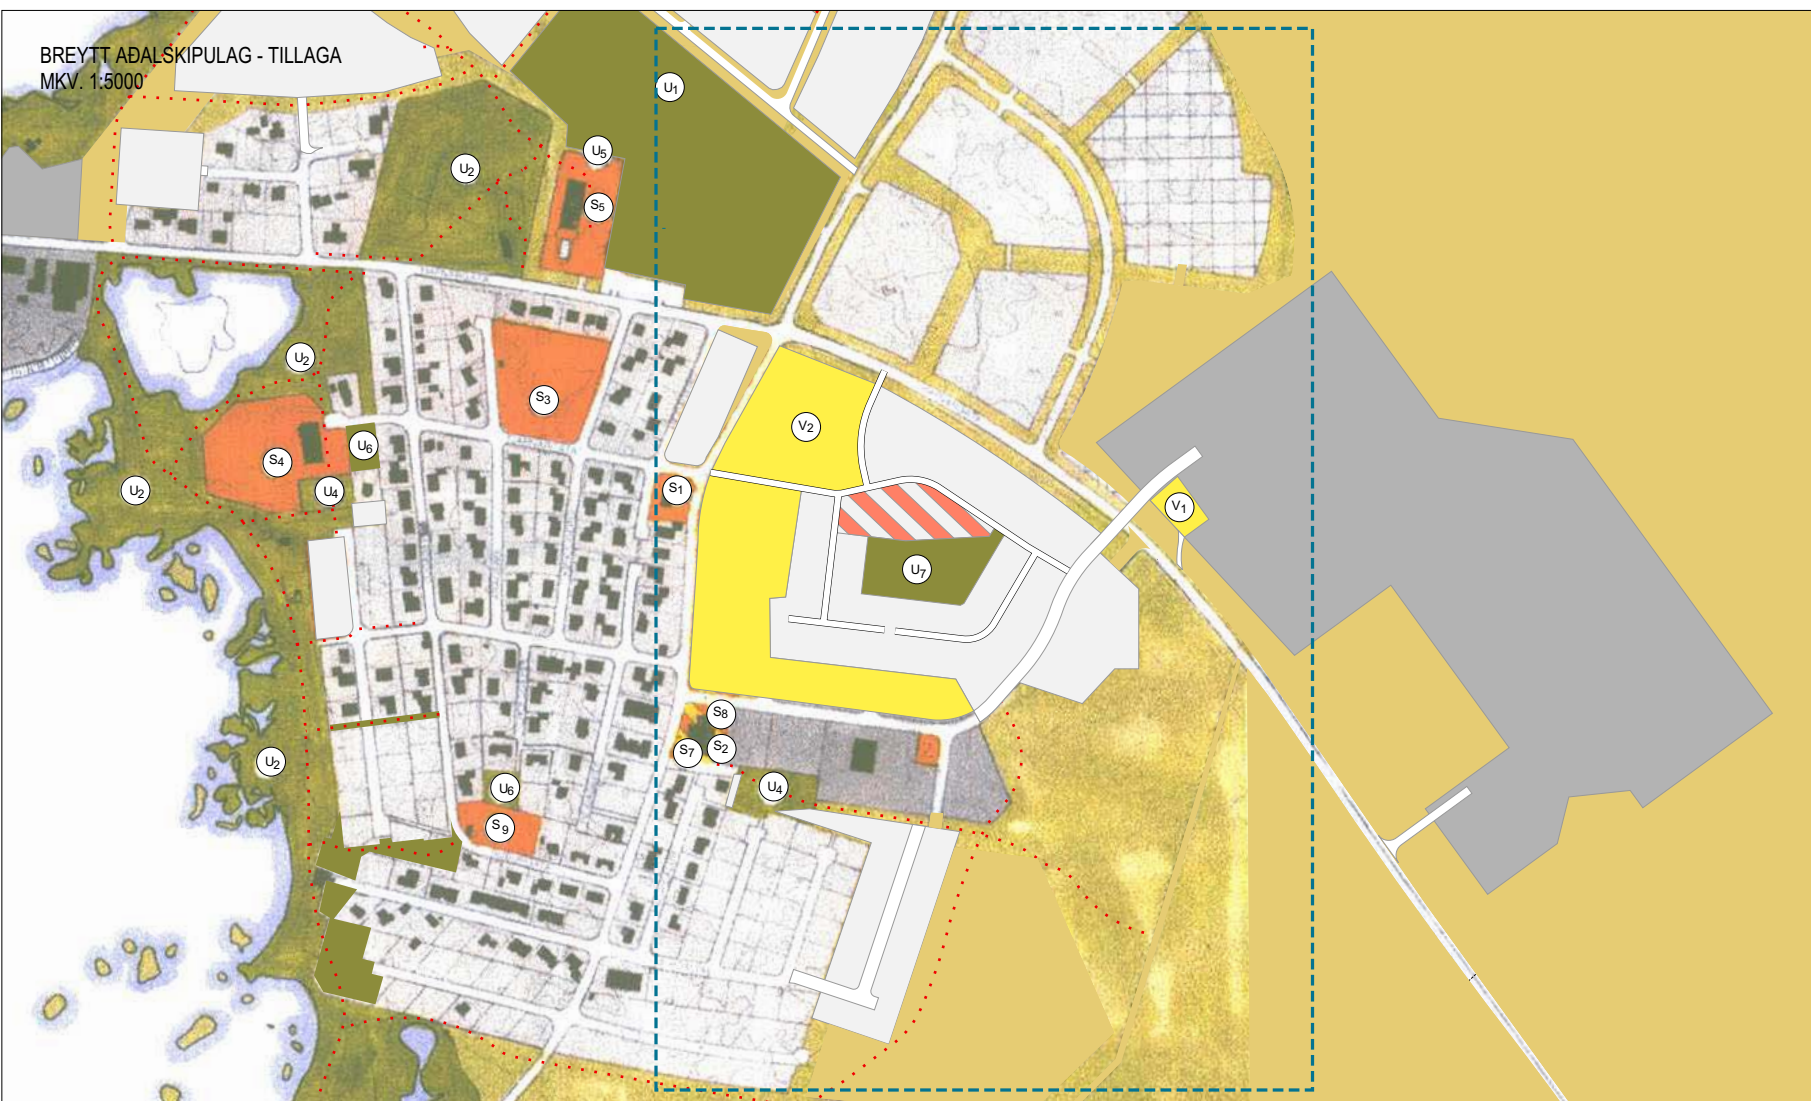 BREYTT AÐALSKIPULAG - TILLAGA
MKV. 1:5000
U1
U5
U2
S5
U2
S3
V2
U6
S4
U2
U4
S1
V1
U7
S8
S7
S2
U2
U6
U4
S9